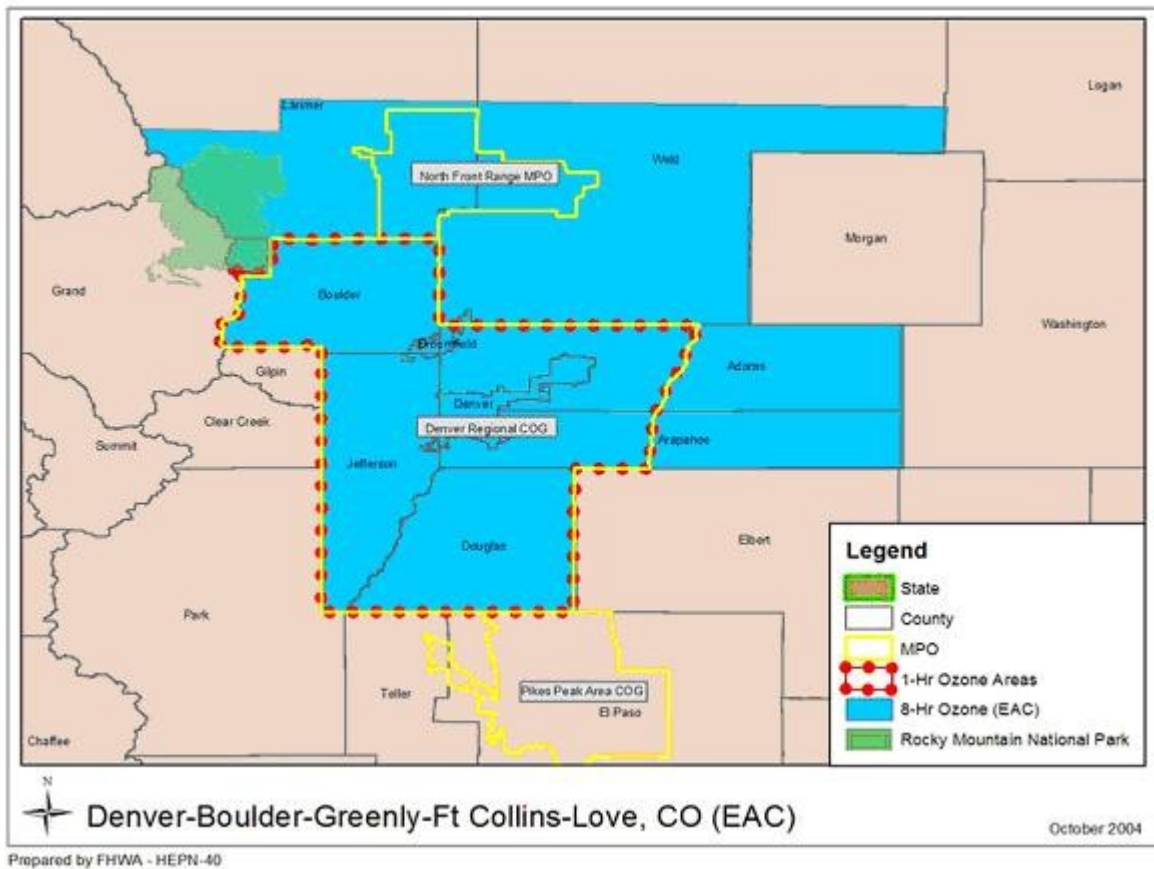 Logan
Larimer
Weld
North Front Range MPO
Morgan
Grand
Boulder
Washington
Broomfield
Gilpin
Adams
Denver
Clear Creek
Denver Regional COG
Arapahoe
Summit
Jefferson
Elbert
Douglas
Park
Teller
Pikes Peak Area COG
El Paso
Chaffee
Legend
State
County
MPO
1-Hr Ozone Areas
8-Hr Ozone (EAC)
Rocky Mountain National Park
N
Denver-Boulder-Greenly-Ft Collins-Love, CO (EAC)
October 2004
Prepared by FHWA - HEPN-40